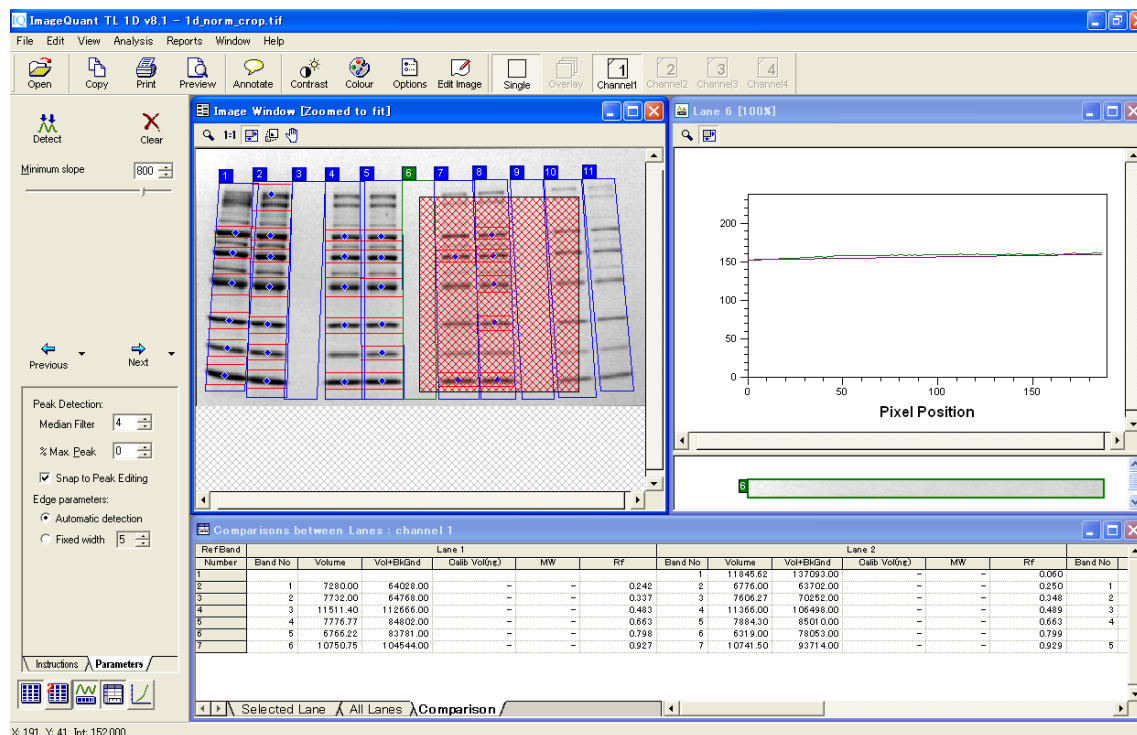 ImageQuant TL 1D v8.1 - 1d_norm_crop.tif
File Edit View Analysis Reports Window Help
Open Copy Print Preview Annotate Contrast Colour Options Edit Image Single Overlay Channel1 Channel2 Channel3 Channel4
1 2 3 4
Detect Clear
Minimum slope 800
Previous Next
Peak Detection:
Median Filter 4
% Max. Peak 0
Snap to Peak Editing
Edge parameters:
Automatic detection
Fixed width 5
Instructions Parameters
Image Window [Zoomed to fit]
1:1
1 2 3 4 5 6 7 8 9 10 11
Lane 6 [100%]
200
150
100
50
0
0 50 100 150
Pixel Position
6
Comparisons between Lanes : channel 1
RefBand Lane 1 Lane 2
Number Band No Volume Vol+BkGnd Calib Vol(ng) MW Rf Band No Volume Vol+BkGnd Calib Vol(ng) MW Rf Band No
1 1 11845.62 137093.00 - - 0.060
2 1 7280.00 64028.00 - - 0.242 2 6776.00 63702.00 - - 0.250 1
3 2 7732.00 64768.00 - - 0.337 3 7606.27 70252.00 - - 0.348 2
4 3 11511.40 112666.00 - - 0.483 4 11366.00 106498.00 - - 0.489 3
5 4 7776.77 84802.00 - - 0.663 5 7884.30 85010.00 - - 0.663 4
6 5 6766.22 83781.00 - - 0.798 6 6319.00 78053.00 - - 0.799
7 6 10750.75 104544.00 - - 0.927 7 10741.50 93714.00 - - 0.929 5
Selected Lane All Lanes Comparison
X: 191 Y: 41 Int: 152.000